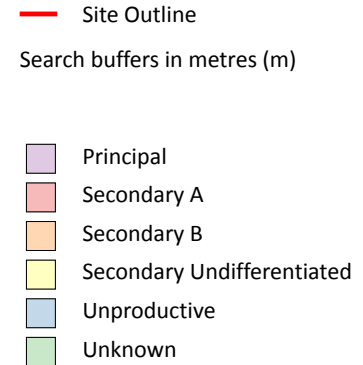 Site Outline
Search buffers in metres (m)
Principal
Secondary A
Secondary B
Secondary Undifferentiated
Unproductive
Unknown